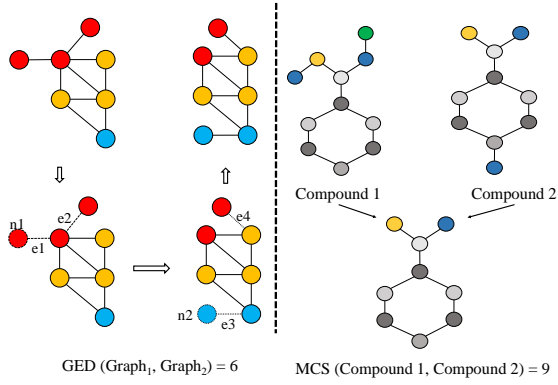 Compound 1
Compound 2
n1
e1
e2
e4
n2
e3
GED (Graph₁, Graph₂) = 6
MCS (Compound 1, Compound 2) = 9